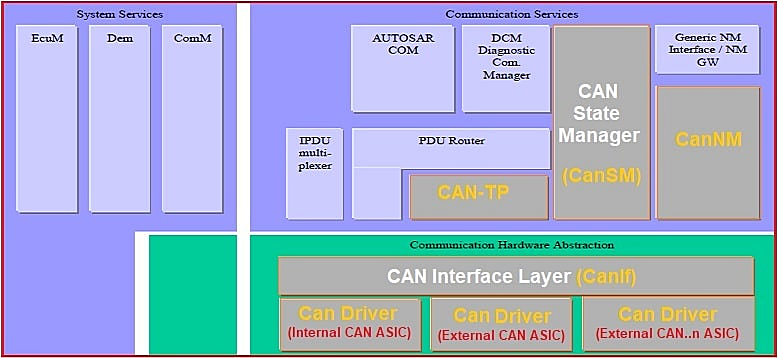 System Services
Communication Services
EcuM
Dem
ComM
AUTOSAR
COM
DCM
Diagnostic
Com.
Manager
CAN
State
Manager
(CanSM)
Generic NM
Interface / NM
GW
CanNM
IPDU
multi-
plexer
PDU Router
CAN-TP
Communication Hardware Abstraction
CAN Interface Layer (CanIf)
Can Driver
(Internal CAN ASIC)
Can Driver
(External CAN ASIC)
Can Driver
(External CAN..n ASIC)